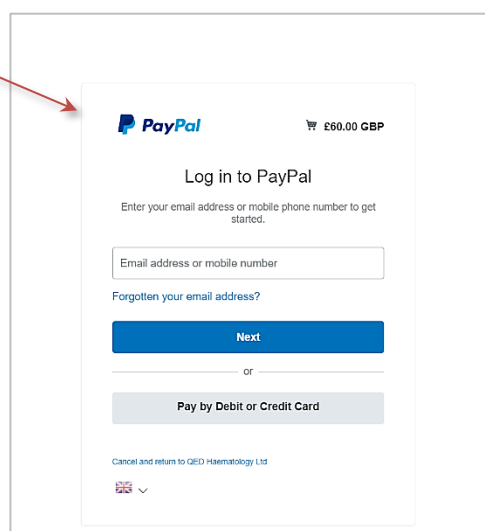 PayPal
£60.00 GBP
Log in to PayPal
Enter your email address or mobile phone number to get
started.
Email address or mobile number
Forgotten your email address?
Next
or
Pay by Debit or Credit Card
Cancel and return to QED Haematology Ltd